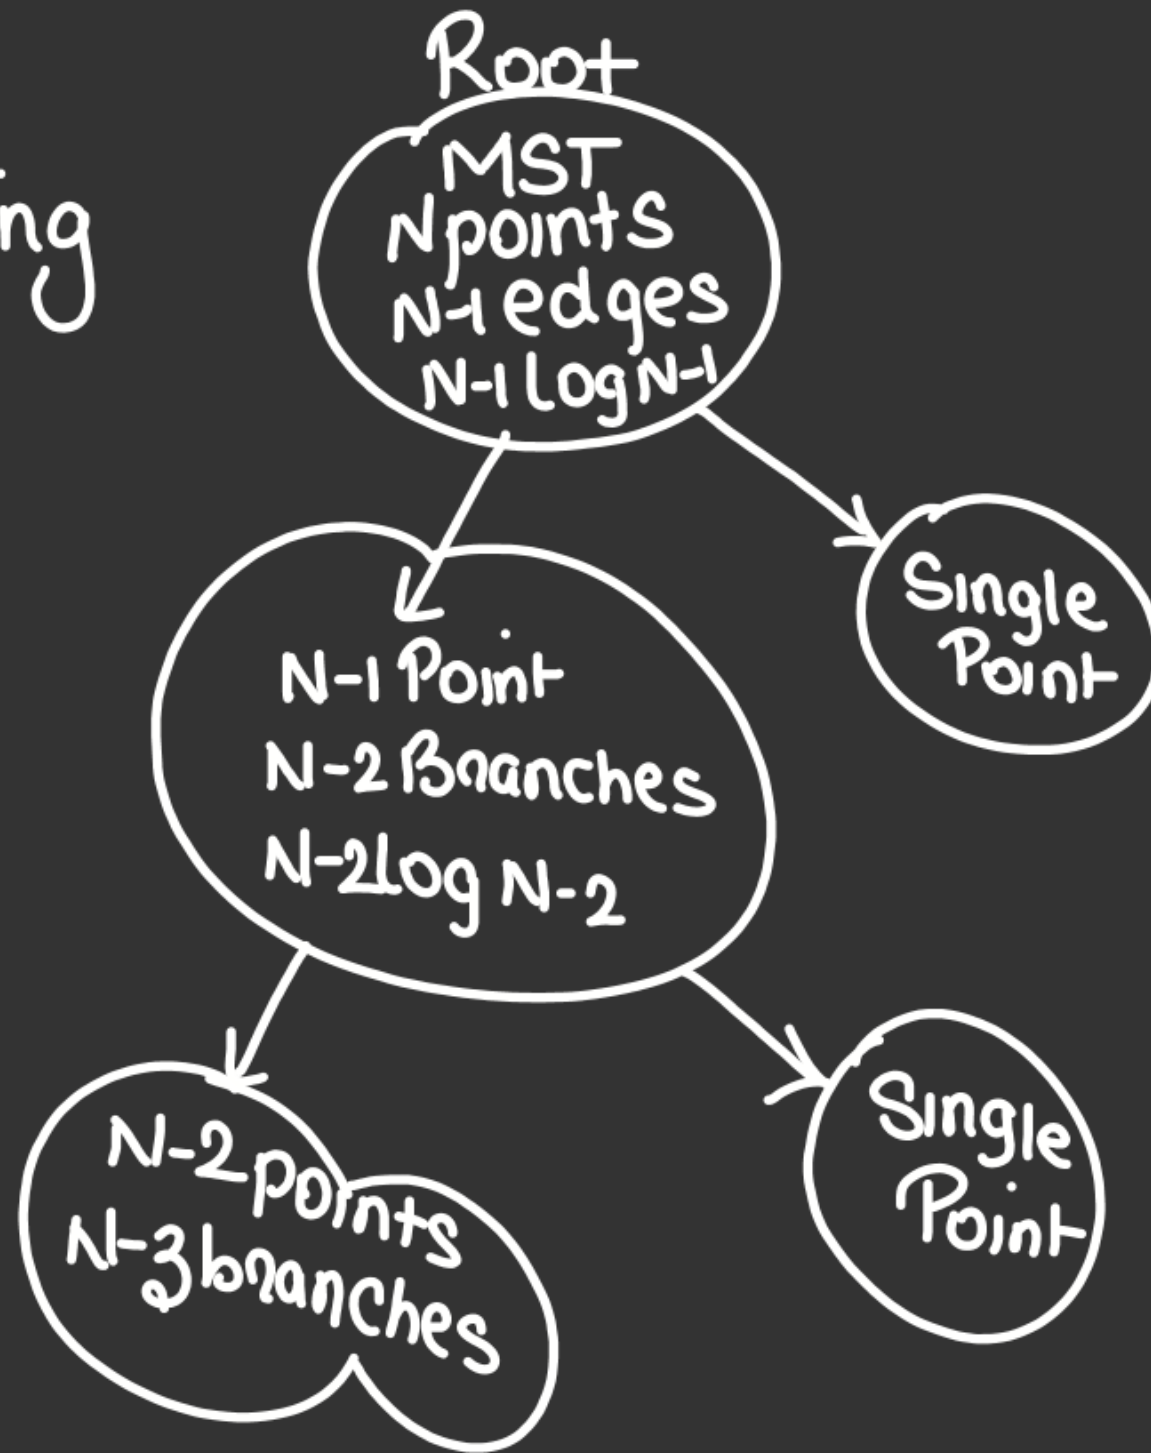 Root
ng
MST
N points
N-1 edges
N-1 log N-1
Single
Point
N-1 Point
N-2 Branches
N-2 log N-2
Single
Point
N-2 points
N-3 branches